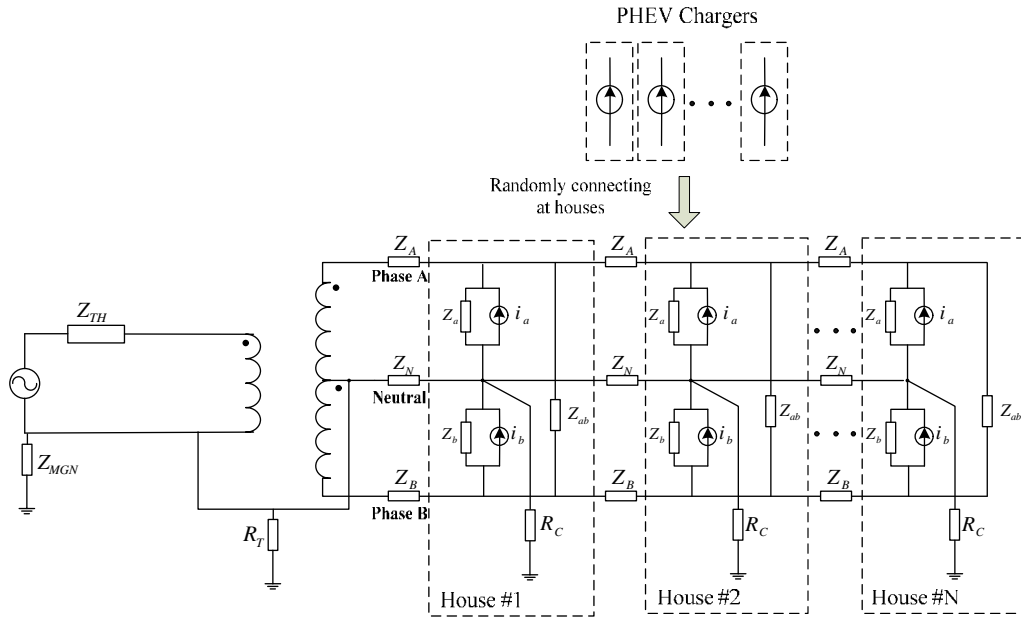 PHEV Chargers
Randomly connecting
at houses
Z_A
Z_A
Z_A
Phase A
Z_TH
Z_a
i_a
Z_a
i_a
Z_a
i_a
Z_N
Z_N
Z_N
Neutral
Z_ab
Z_ab
Z_ab
Z_b
i_b
Z_b
i_b
Z_b
i_b
Z_MGN
Z_B
Z_B
Z_B
Phase B
R_T
R_C
R_C
R_C
House #1
House #2
House #N